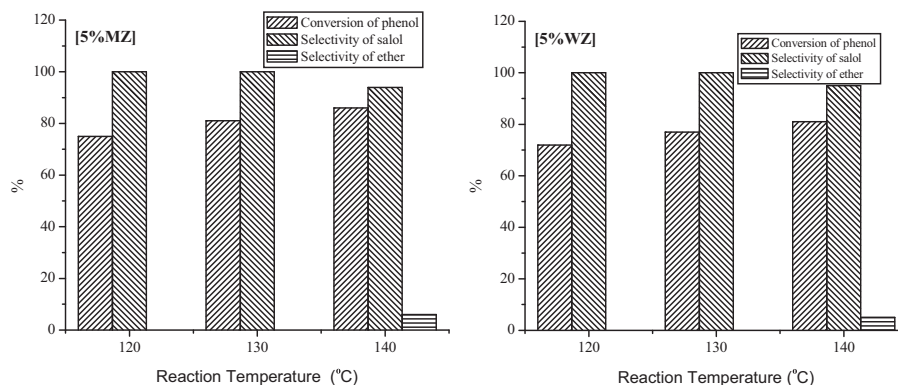 [5%MZ]
Conversion of phenol
Selectivity of salol
Selectivity of ether
120
100
80
60
40
20
0
%
120 130 140
Reaction Temperature (°C)
[5%WZ]
Conversion of phenol
Selectivity of salol
Selectivity of ether
120
100
80
60
40
20
0
%
120 130 140
Reaction Temperature (°C)